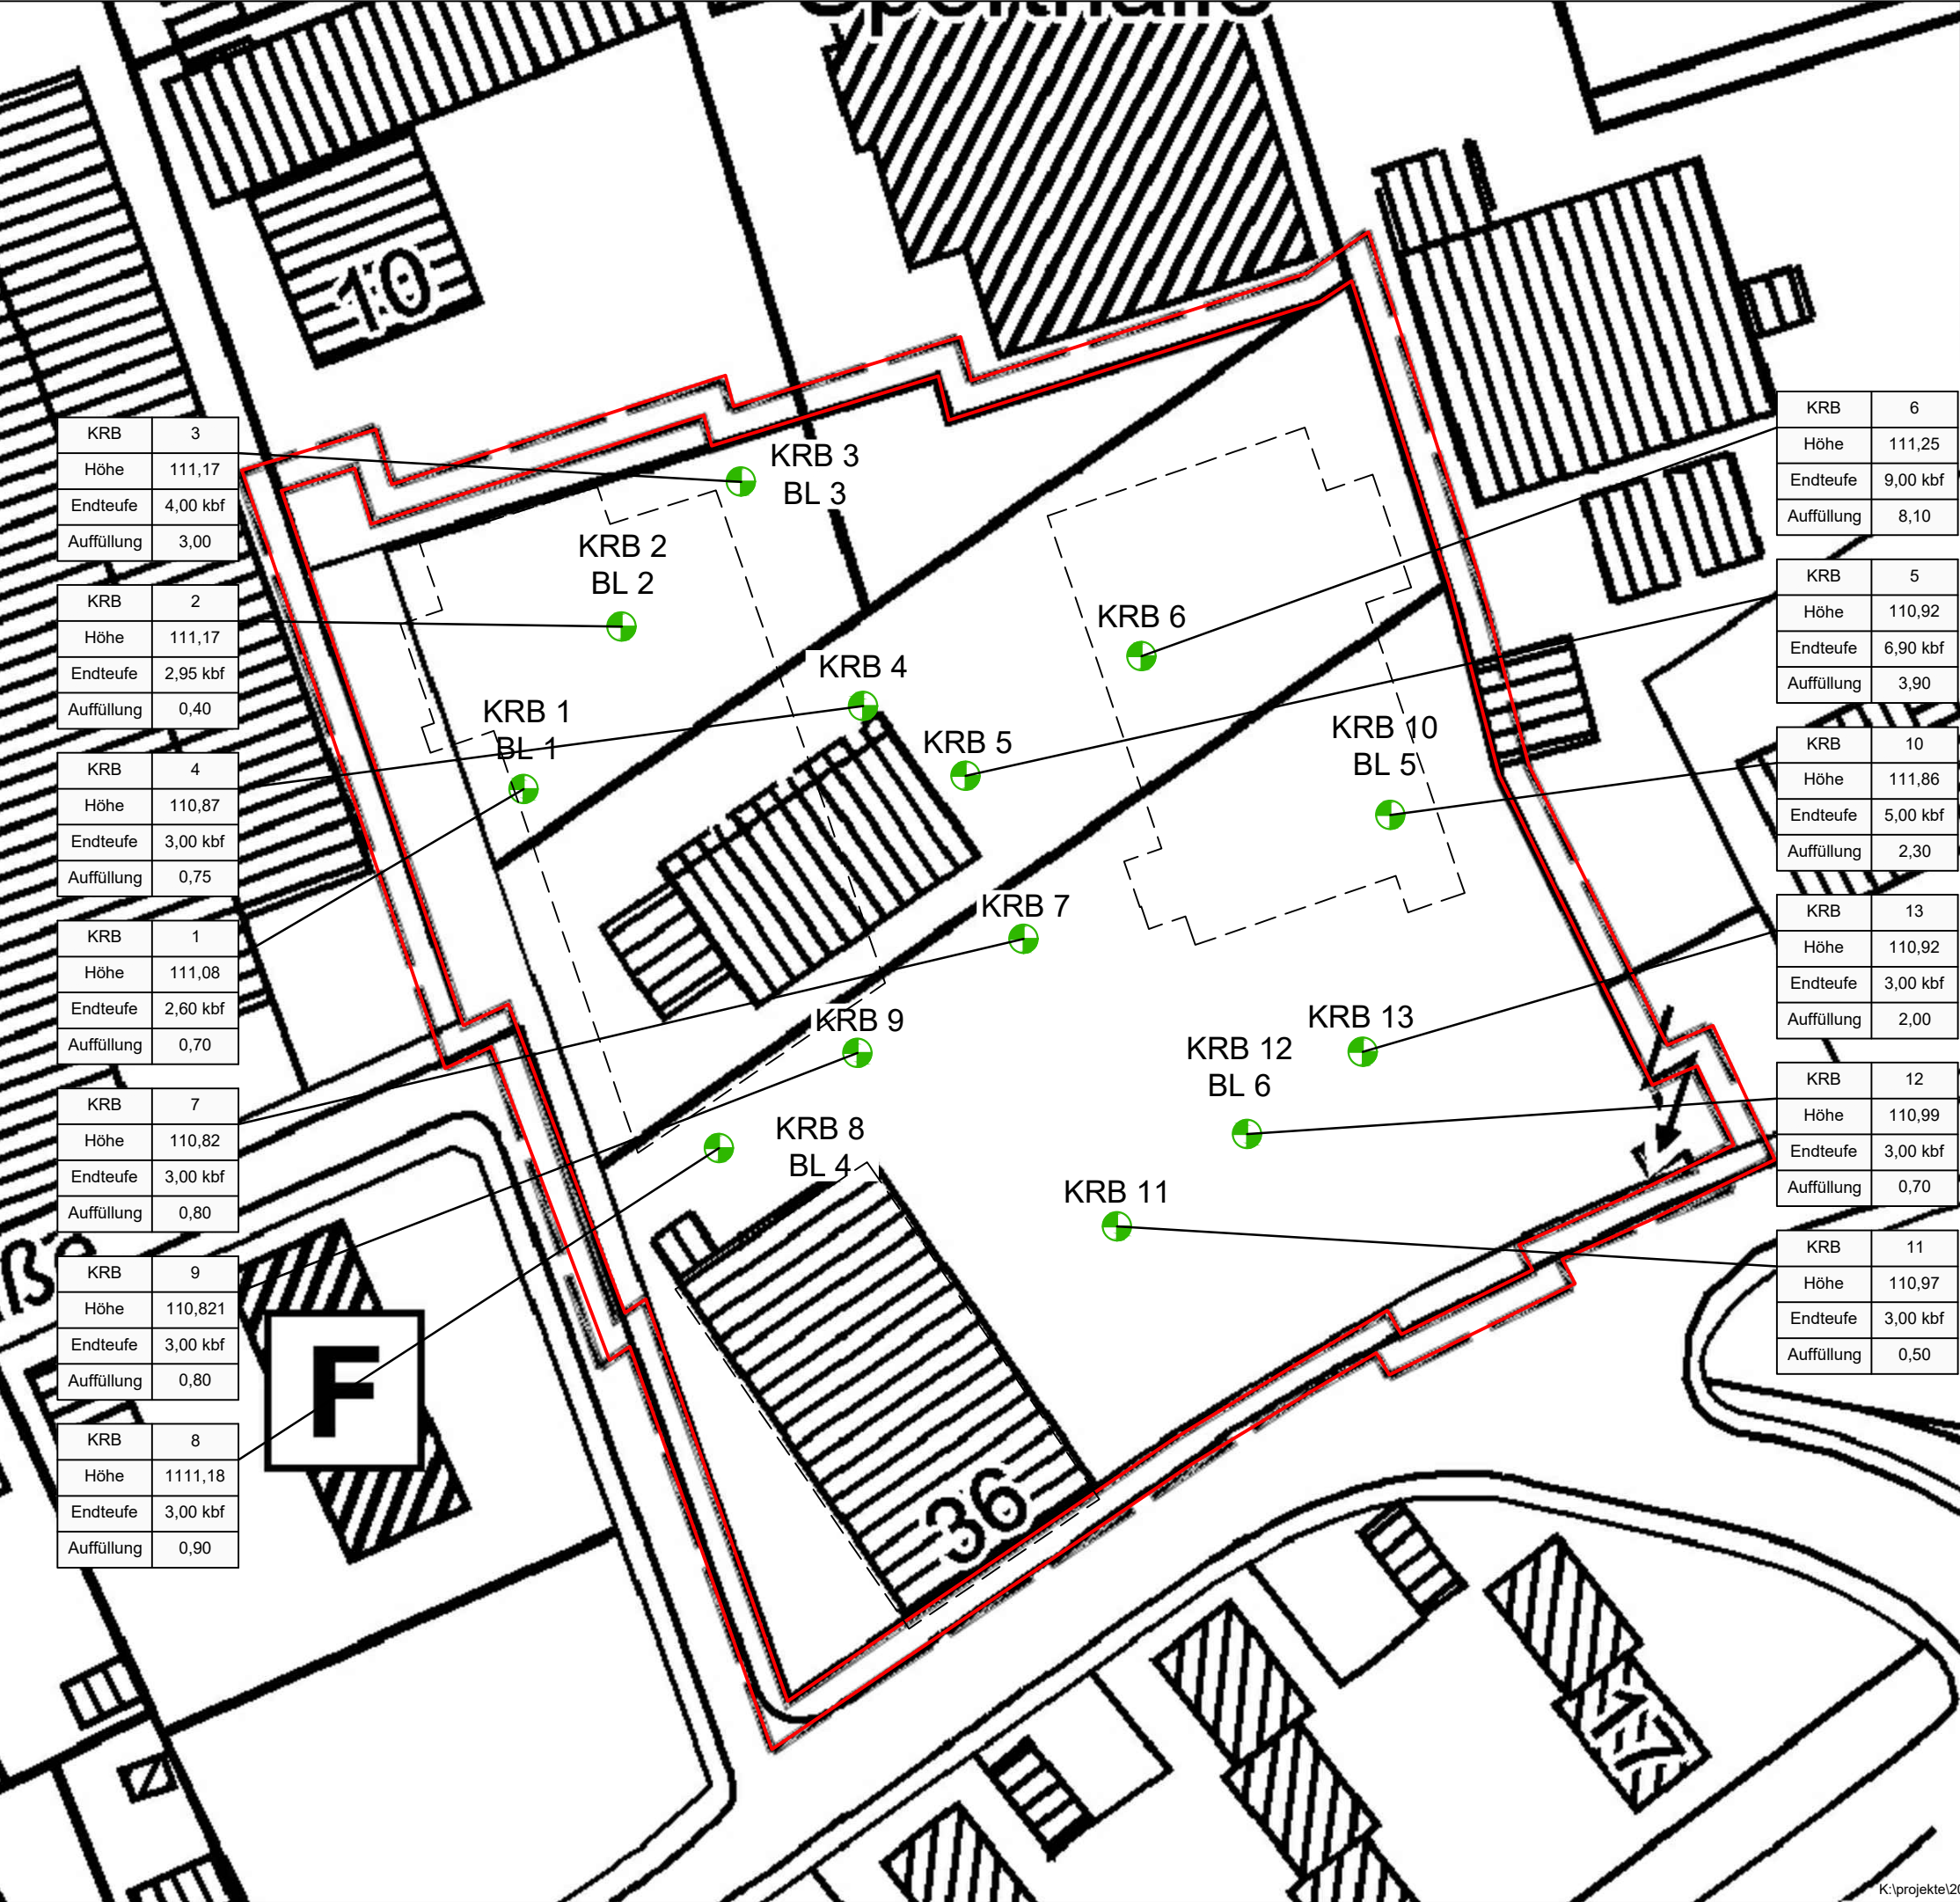 Sporthalle
10
KRB 3
BL 3
KRB 2
BL 2
KRB 6
KRB 4
KRB 1
BL 1
KRB 5
KRB 10
BL 5
KRB 7
KRB 9
KRB 13
KRB 12
BL 6
KRB 8
BL 4
KRB 11
36
F
17
KRB 3
Höhe 111,17
Endteufe 4,00 kbf
Auffüllung 3,00
KRB 2
Höhe 111,17
Endteufe 2,95 kbf
Auffüllung 0,40
KRB 4
Höhe 110,87
Endteufe 3,00 kbf
Auffüllung 0,75
KRB 1
Höhe 111,08
Endteufe 2,60 kbf
Auffüllung 0,70
KRB 7
Höhe 110,82
Endteufe 3,00 kbf
Auffüllung 0,80
KRB 9
Höhe 110,821
Endteufe 3,00 kbf
Auffüllung 0,80
KRB 8
Höhe 1111,18
Endteufe 3,00 kbf
Auffüllung 0,90
KRB 6
Höhe 111,25
Endteufe 9,00 kbf
Auffüllung 8,10
KRB 5
Höhe 110,92
Endteufe 6,90 kbf
Auffüllung 3,90
KRB 10
Höhe 111,86
Endteufe 5,00 kbf
Auffüllung 2,30
KRB 13
Höhe 110,92
Endteufe 3,00 kbf
Auffüllung 2,00
KRB 12
Höhe 110,99
Endteufe 3,00 kbf
Auffüllung 0,70
KRB 11
Höhe 110,97
Endteufe 3,00 kbf
Auffüllung 0,50
K:\projekte\20